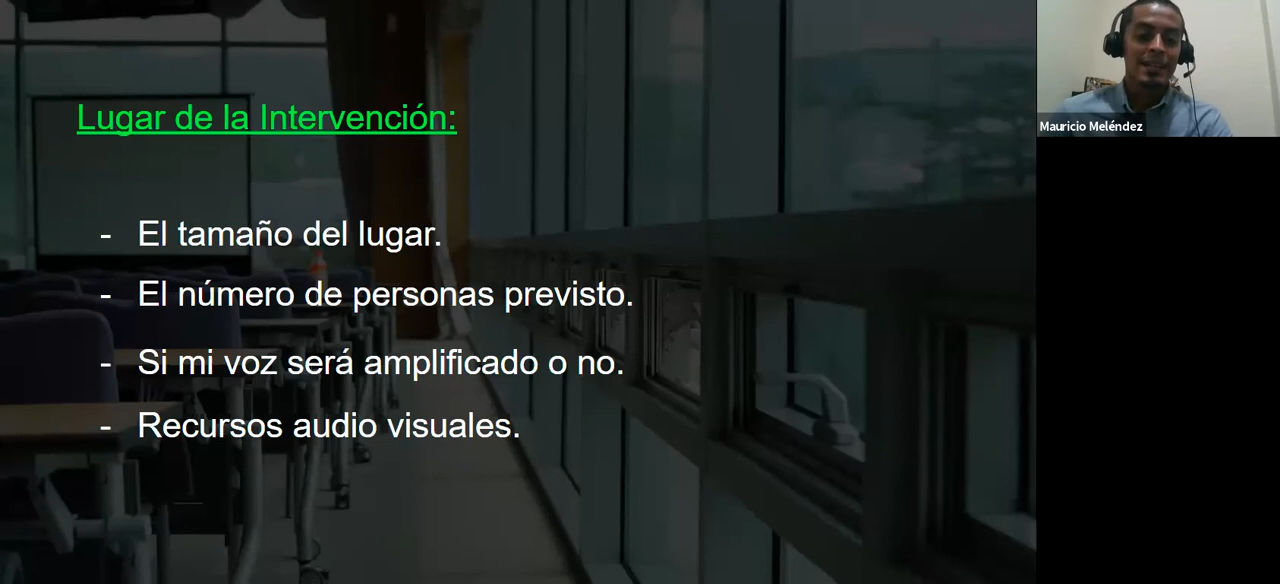 Lugar de la Intervención:
- El tamaño del lugar.
- El número de personas previsto.
- Si mi voz será amplificado o no.
- Recursos audio visuales.
Mauricio Meléndez